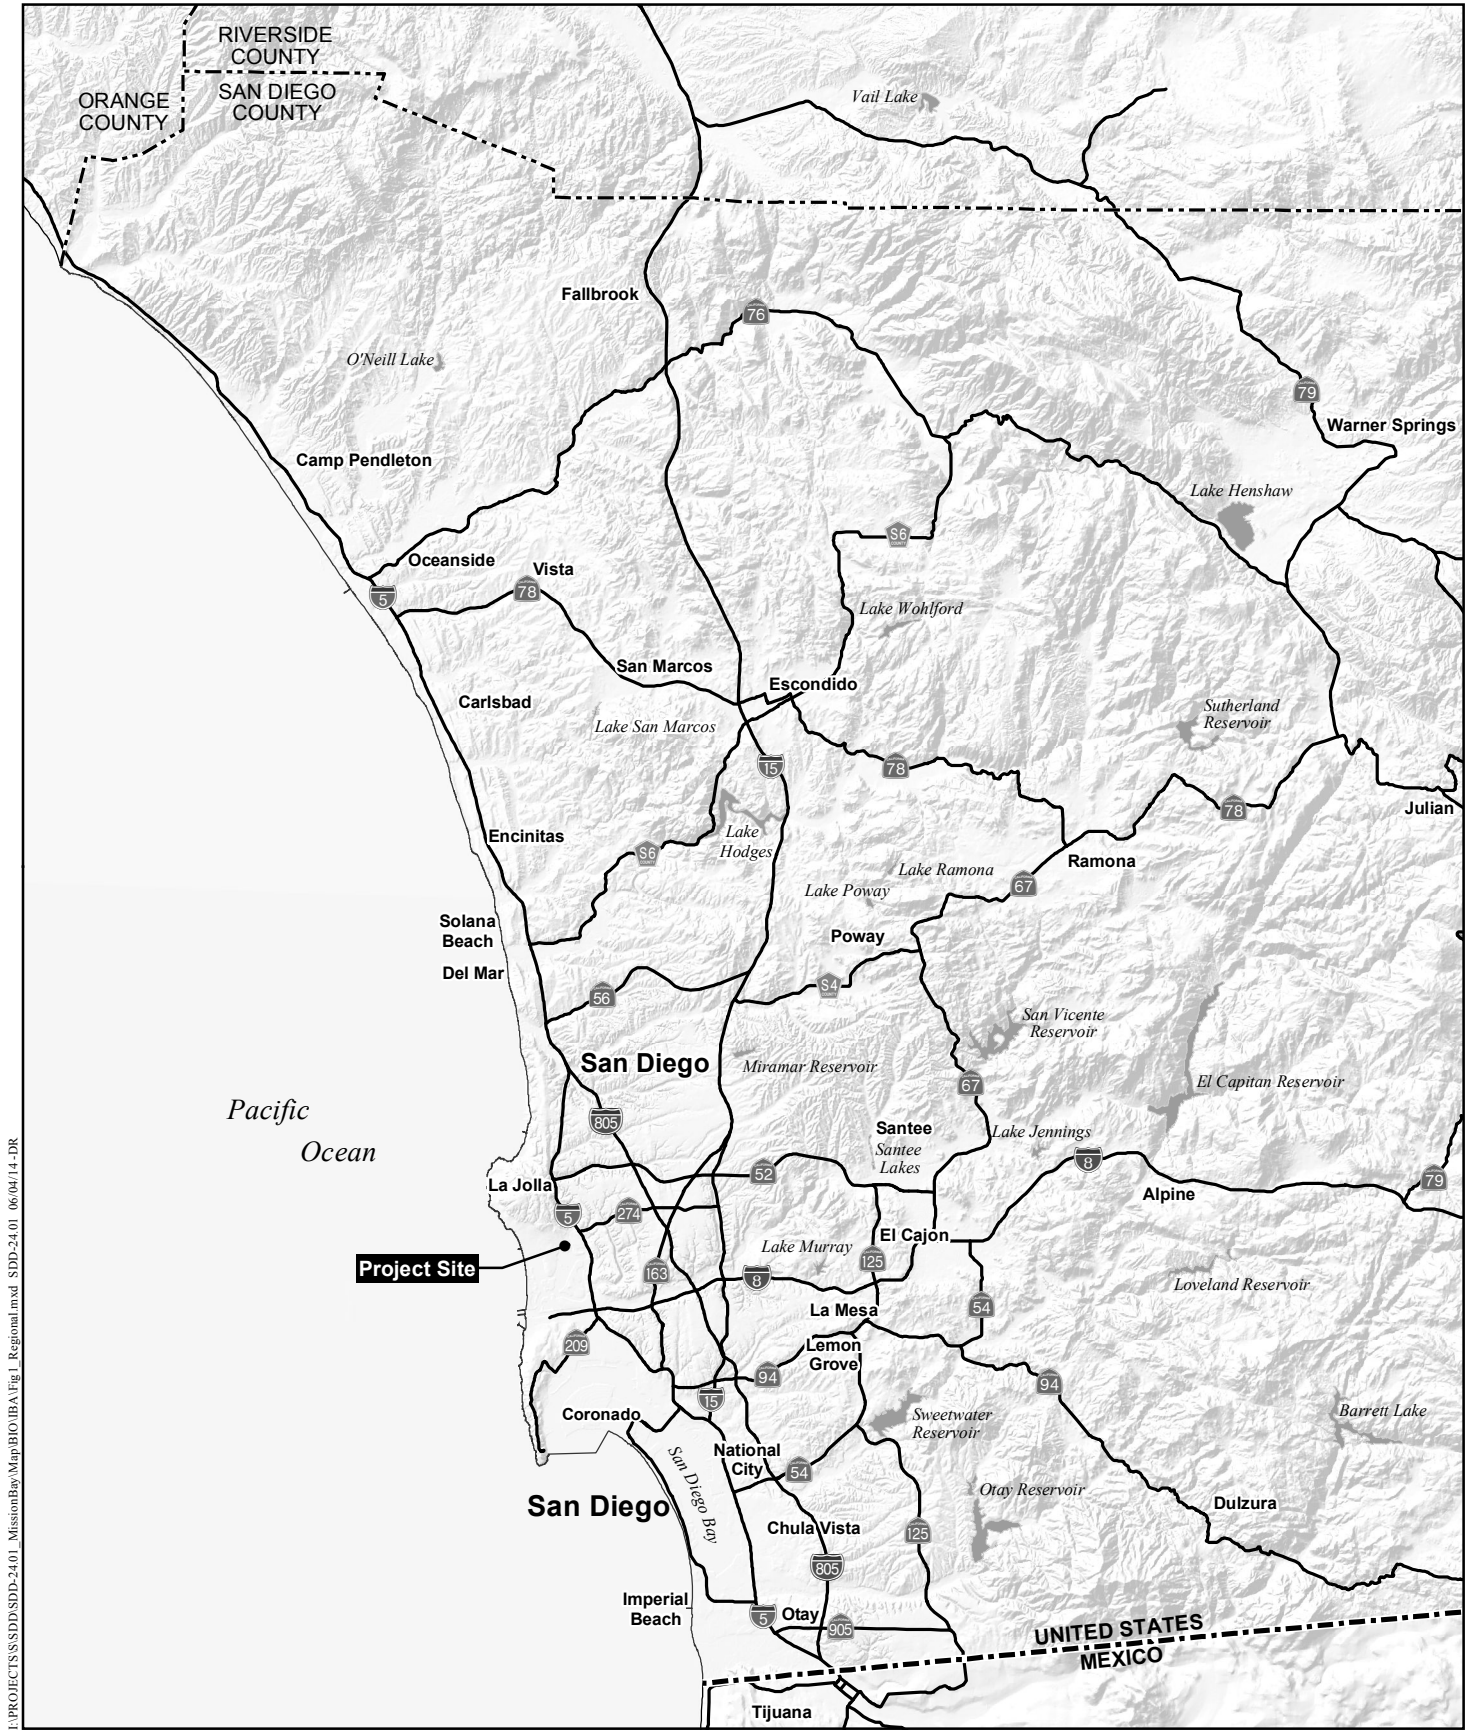 RIVERSIDE
COUNTY
ORANGE
COUNTY
SAN DIEGO
COUNTY
Vail Lake
Fallbrook
76
O'Neill Lake
79
Warner Springs
Camp Pendleton
Lake Henshaw
S6
COUNTY
Oceanside
Vista
78
5
Lake Wohlford
San Marcos
Escondido
Carlsbad
Lake San Marcos
Sutherland
Reservoir
15
78
78
Julian
Encinitas
Lake
Hodges
S6
COUNTY
Ramona
Lake Ramona
67
Lake Poway
Solana
Beach
Poway
Del Mar
S4
COUNTY
56
San Vicente
Reservoir
San Diego
Miramar Reservoir
67
El Capitan Reservoir
Pacific
Ocean
805
Santee
Santee
Lakes
Lake Jennings
8
52
La Jolla
Alpine
79
5
274
El Cajon
Lake Murray
125
Project Site
163
8
Loveland Reservoir
La Mesa
54
209
Lemon
Grove
94
94
15
Coronado
Sweetwater
Reservoir
Barrett Lake
National
City
54
San Diego Bay
Otay Reservoir
San Diego
Dulzura
Chula Vista
125
805
Imperial
Beach
5
Otay
905
UNITED STATES
MEXICO
Tijuana
I:\PROJECTS\S\SDD\SDD-24.01_MissionBay\Map\BIO\IBA\Fig 1_Regional.mxd SDD-24.01 06/04/14 -DR